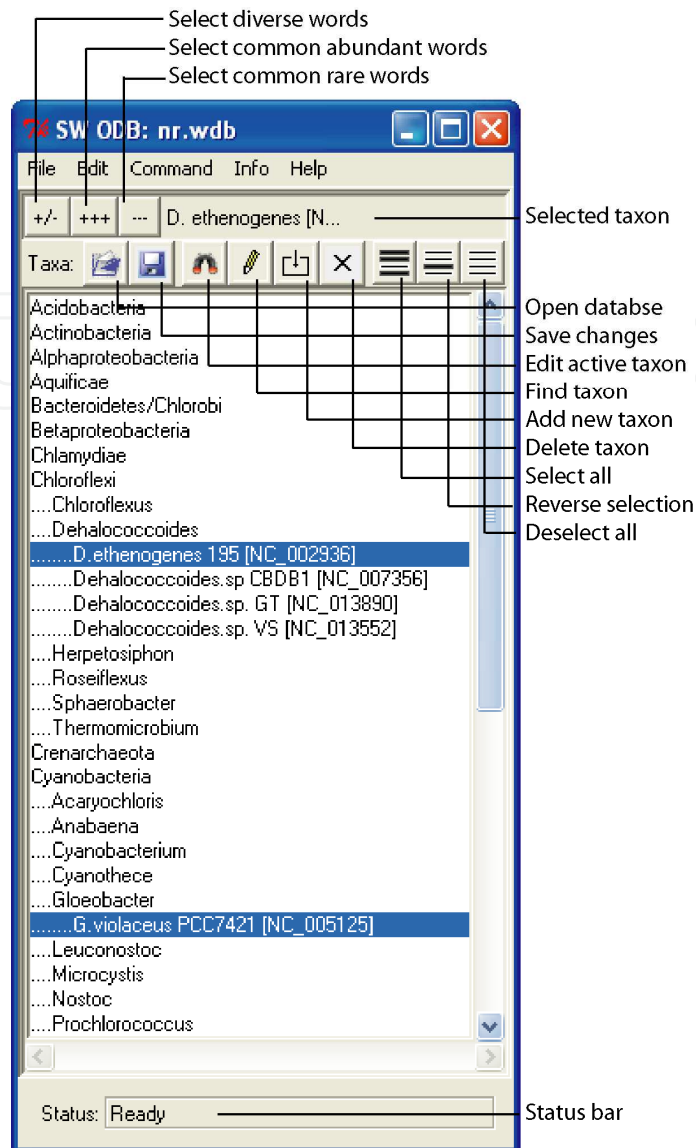 Select diverse words
Select common abundant words
Select common rare words
SW ODB: nr.wdb
File Edit Command Info Help
+/- +++ --- D. ethenogenes [N... Selected taxon
Taxa:
Open databse
Save changes
Edit active taxon
Find taxon
Add new taxon
Delete taxon
Select all
Reverse selection
Deselect all
Acidobacteria
Actinobacteria
Alphaproteobacteria
Aquificae
Bacteroidetes/Chlorobi
Betaproteobacteria
Chlamydiae
Chloroflexi
....Chloroflexus
....Dehalococcoides
........D.ethenogenes 195 [NC_002936]
........Dehalococcoides.sp CBDB1 [NC_007356]
........Dehalococcoides.sp. GT [NC_013890]
........Dehalococcoides.sp. VS [NC_013552]
....Herpetosiphon
....Roseiflexus
....Sphaerobacter
....Thermomicrobium
Crenarchaeota
Cyanobacteria
....Acaryochloris
....Anabaena
....Cyanobacterium
....Cyanothece
....Gloeobacter
........G.violaceus PCC7421 [NC_005125]
....Leuconostoc
....Microcystis
....Nostoc
....Prochlorococcus
Status: Ready Status bar